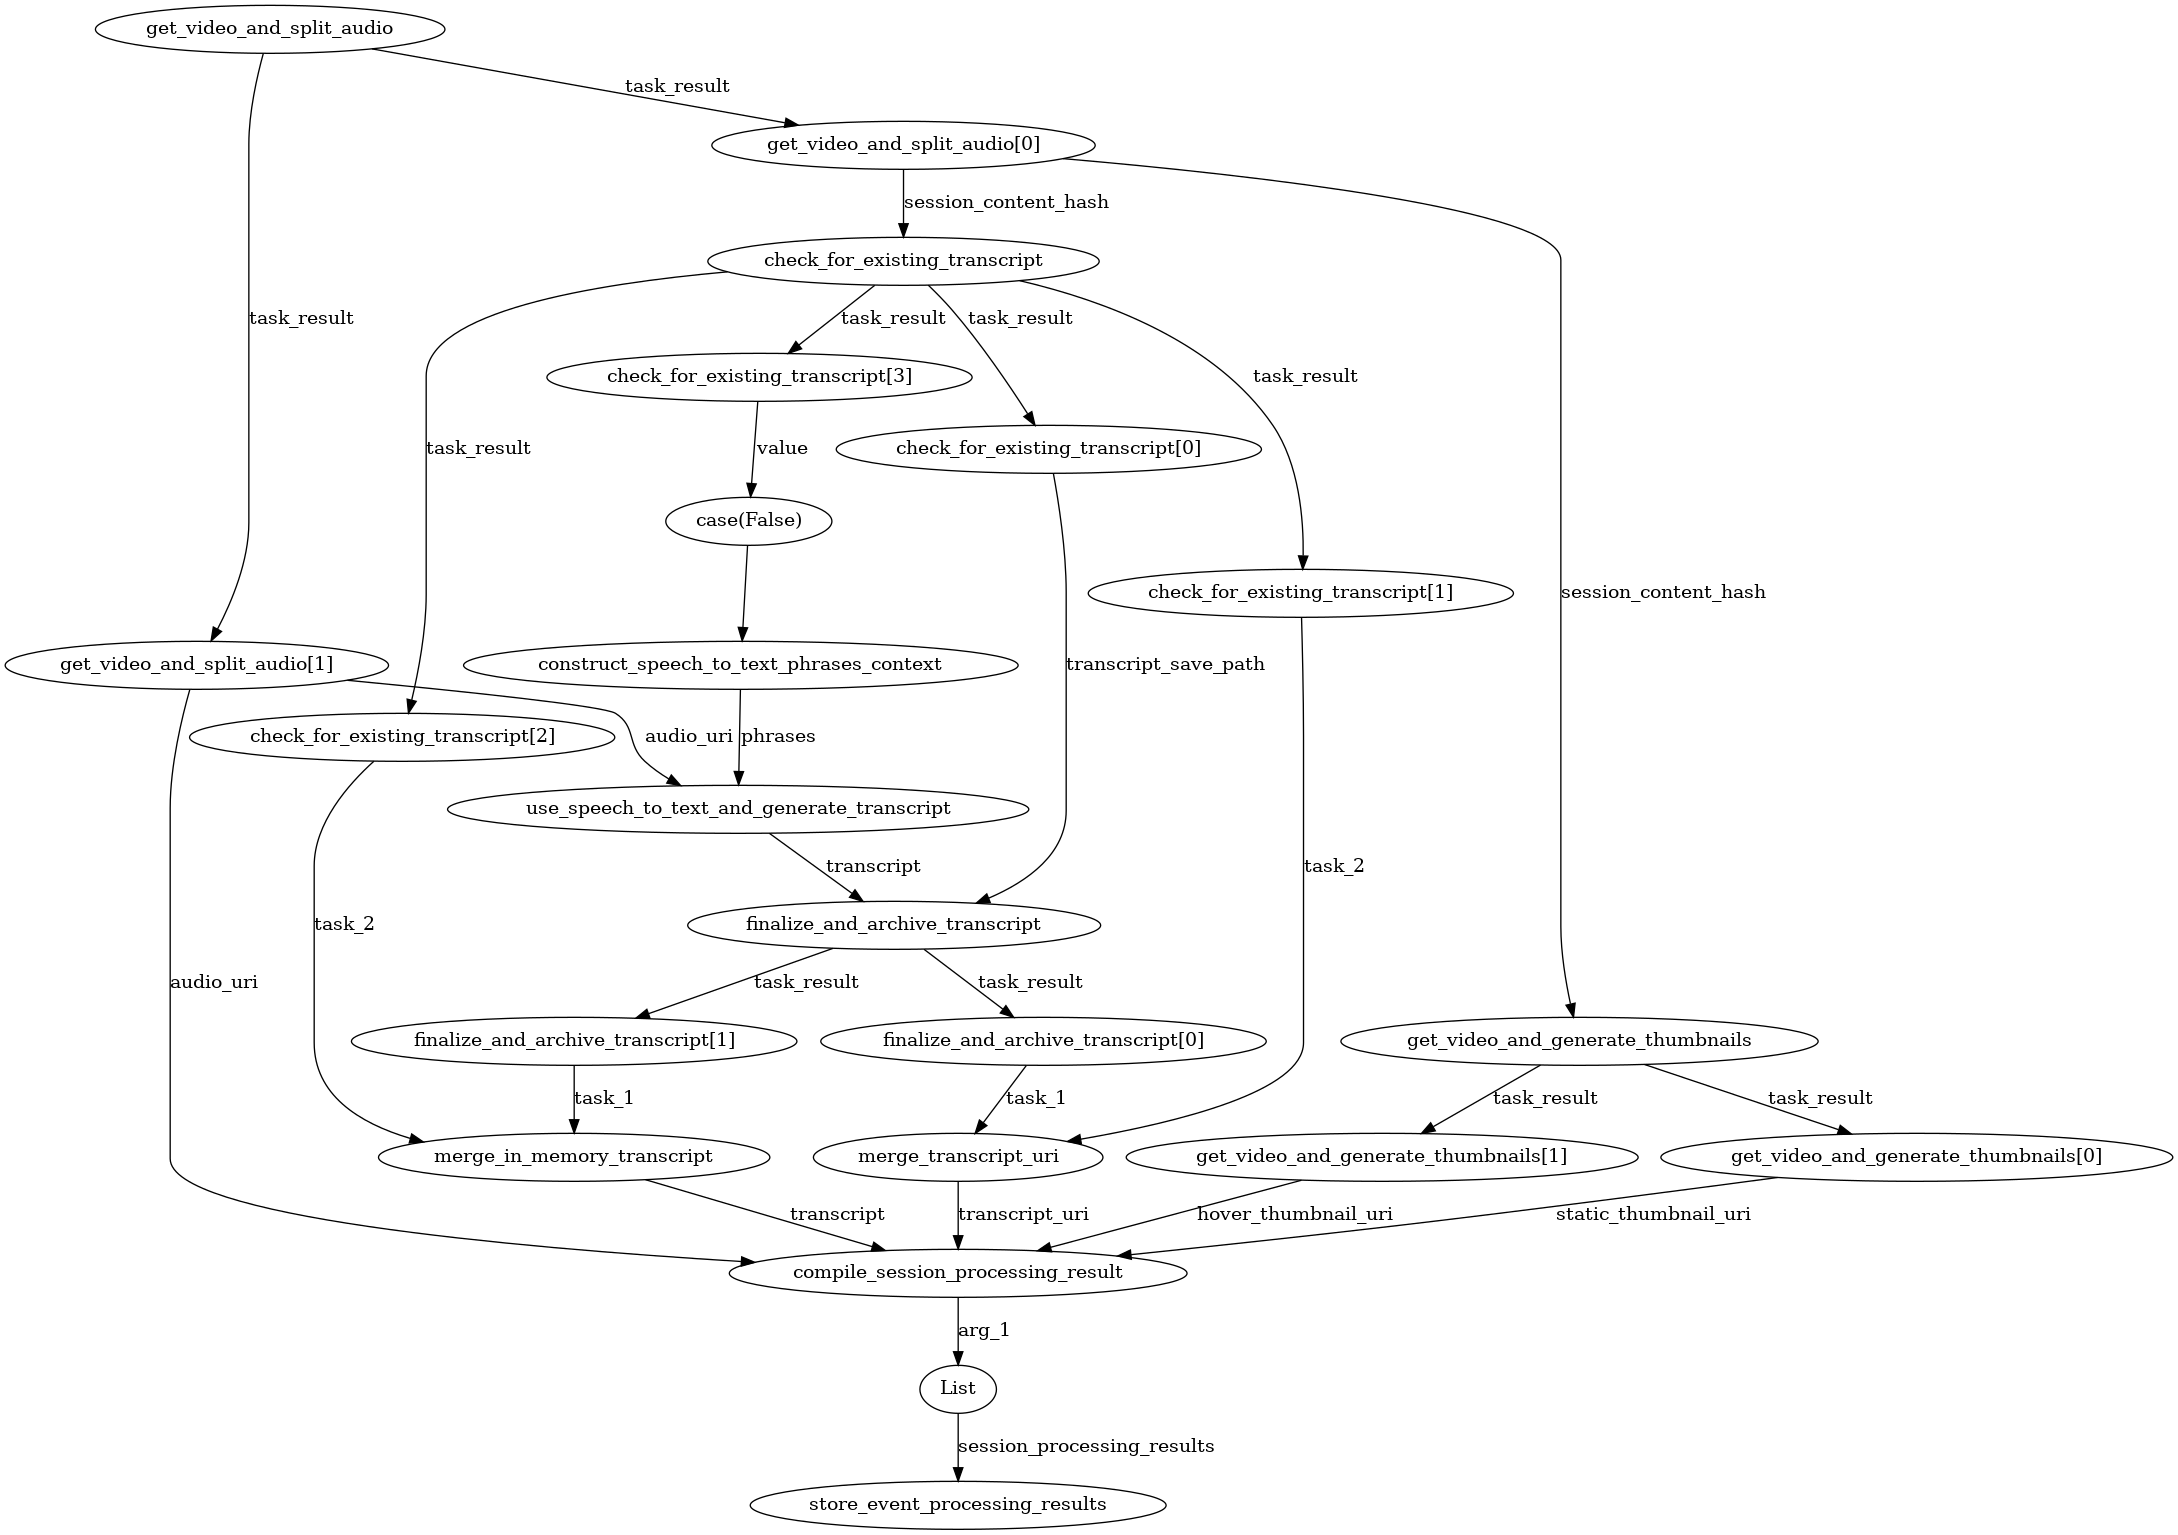 get_video_and_split_audio
task_result
get_video_and_split_audio[0]
session_content_hash
check_for_existing_transcript
task_result
task_result
task_result
check_for_existing_transcript[3]
task_result
task_result
value
check_for_existing_transcript[0]
case(False)
check_for_existing_transcript[1]
session_content_hash
get_video_and_split_audio[1]
construct_speech_to_text_phrases_context
transcript_save_path
check_for_existing_transcript[2]
audio_uri
phrases
use_speech_to_text_and_generate_transcript
transcript
task_2
task_2
finalize_and_archive_transcript
audio_uri
task_result
task_result
finalize_and_archive_transcript[1]
finalize_and_archive_transcript[0]
get_video_and_generate_thumbnails
task_1
task_1
task_result
task_result
merge_in_memory_transcript
merge_transcript_uri
get_video_and_generate_thumbnails[1]
get_video_and_generate_thumbnails[0]
transcript
transcript_uri
hover_thumbnail_uri
static_thumbnail_uri
compile_session_processing_result
arg_1
List
session_processing_results
store_event_processing_results